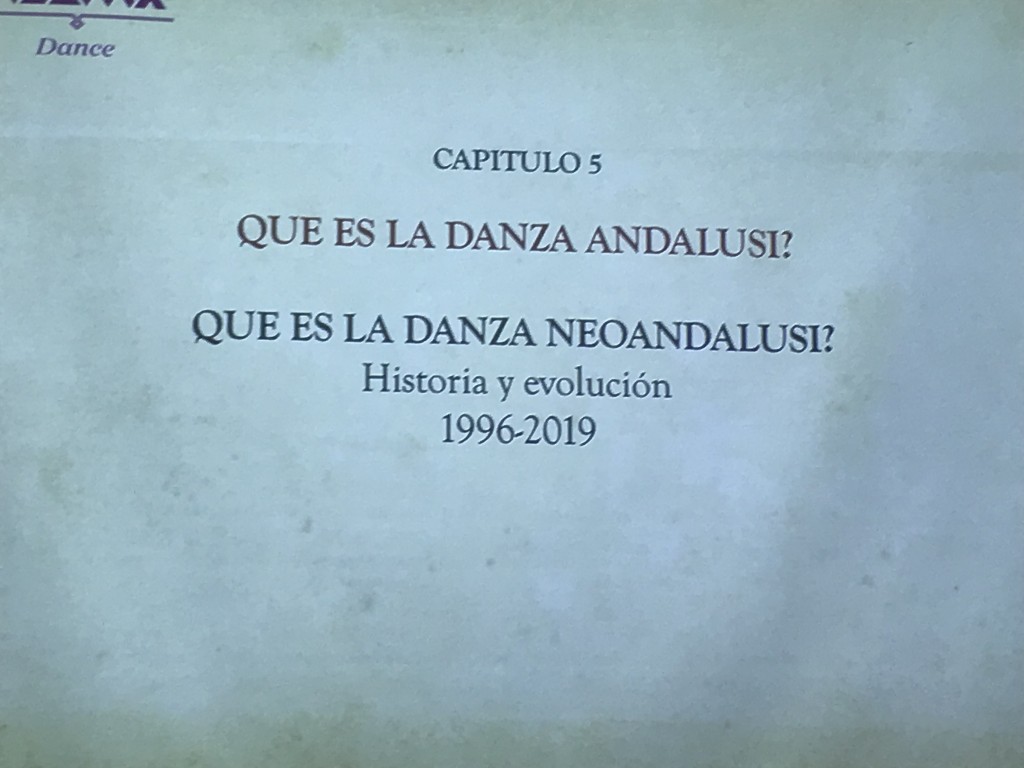 Dance
CAPITULO 5
QUE ES LA DANZA ANDALUSI?
QUE ES LA DANZA NEOANDALUSI?
Historia y evolución
1996-2019